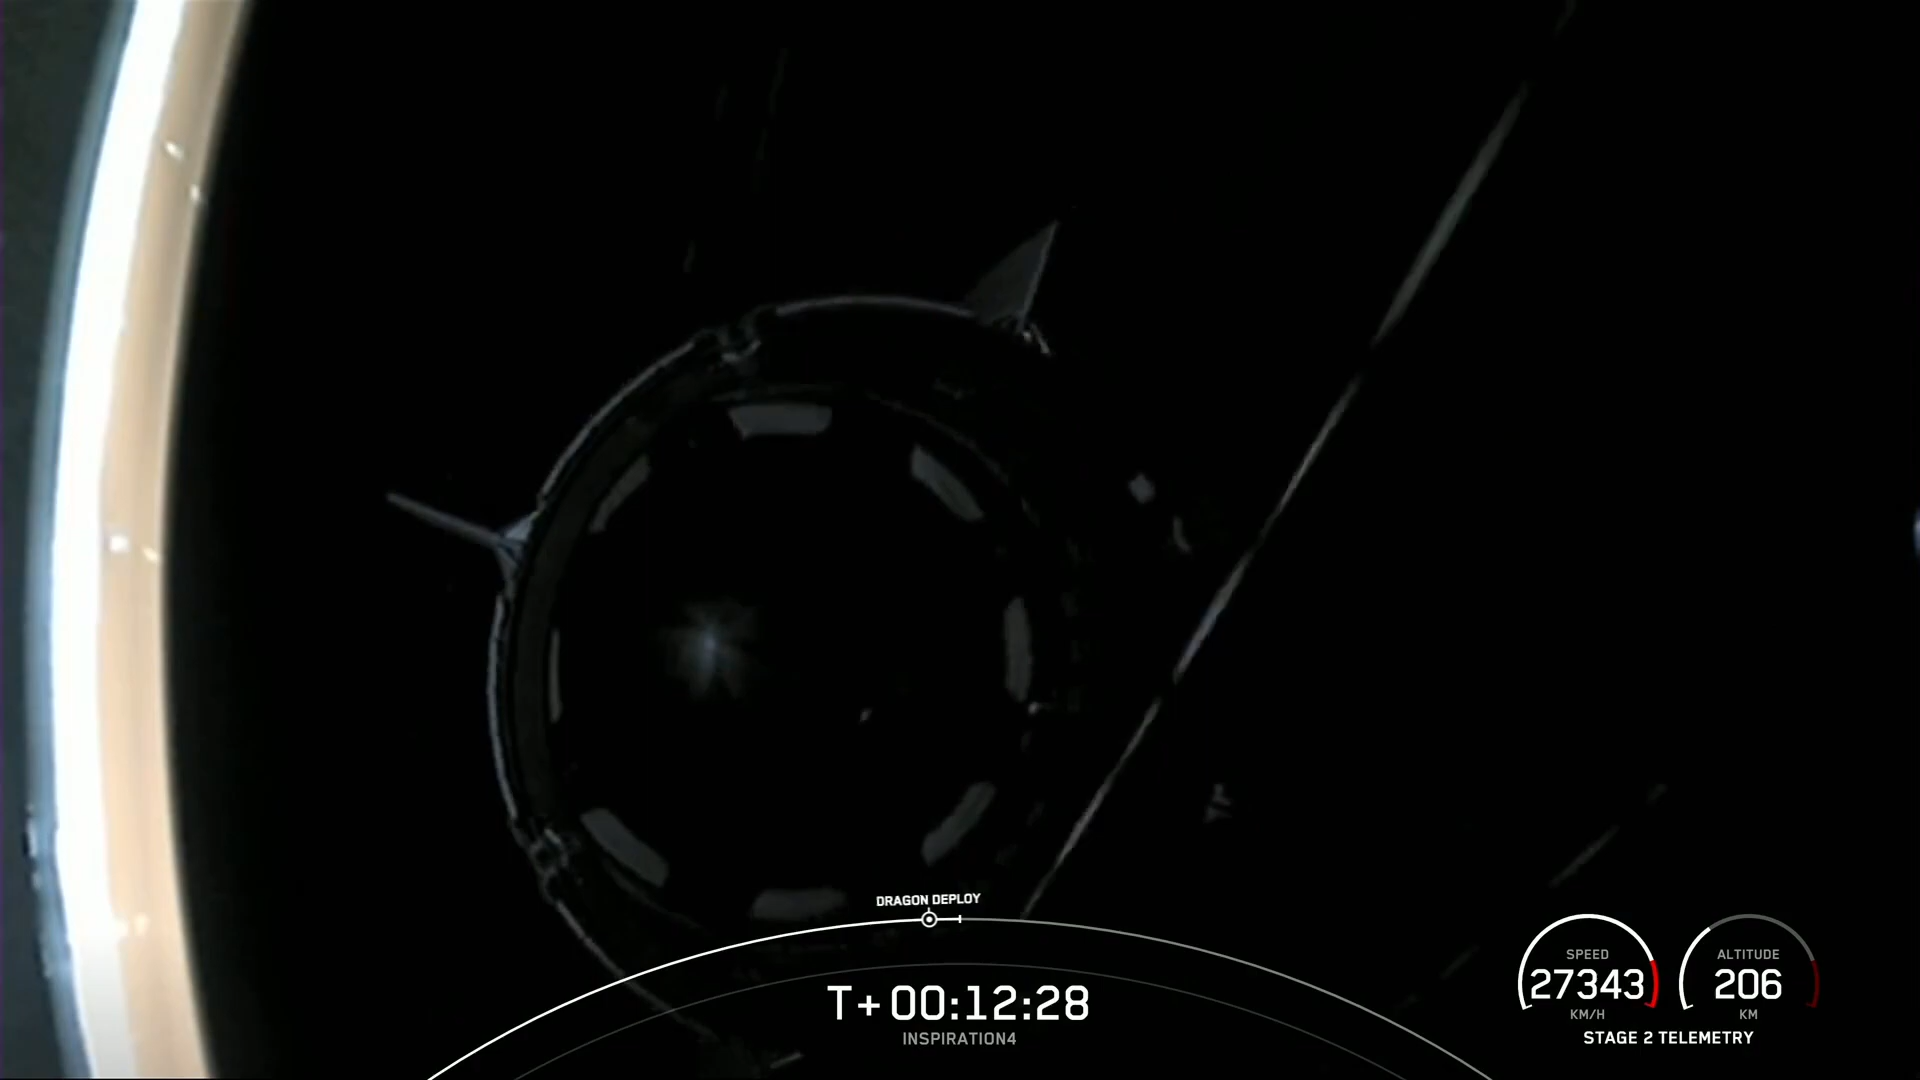 DRAGON DEPLOY
T+00:12:28
INSPIRATION4
SPEED
27343
KM/H
ALTITUDE
206
KM
STAGE 2 TELEMETRY